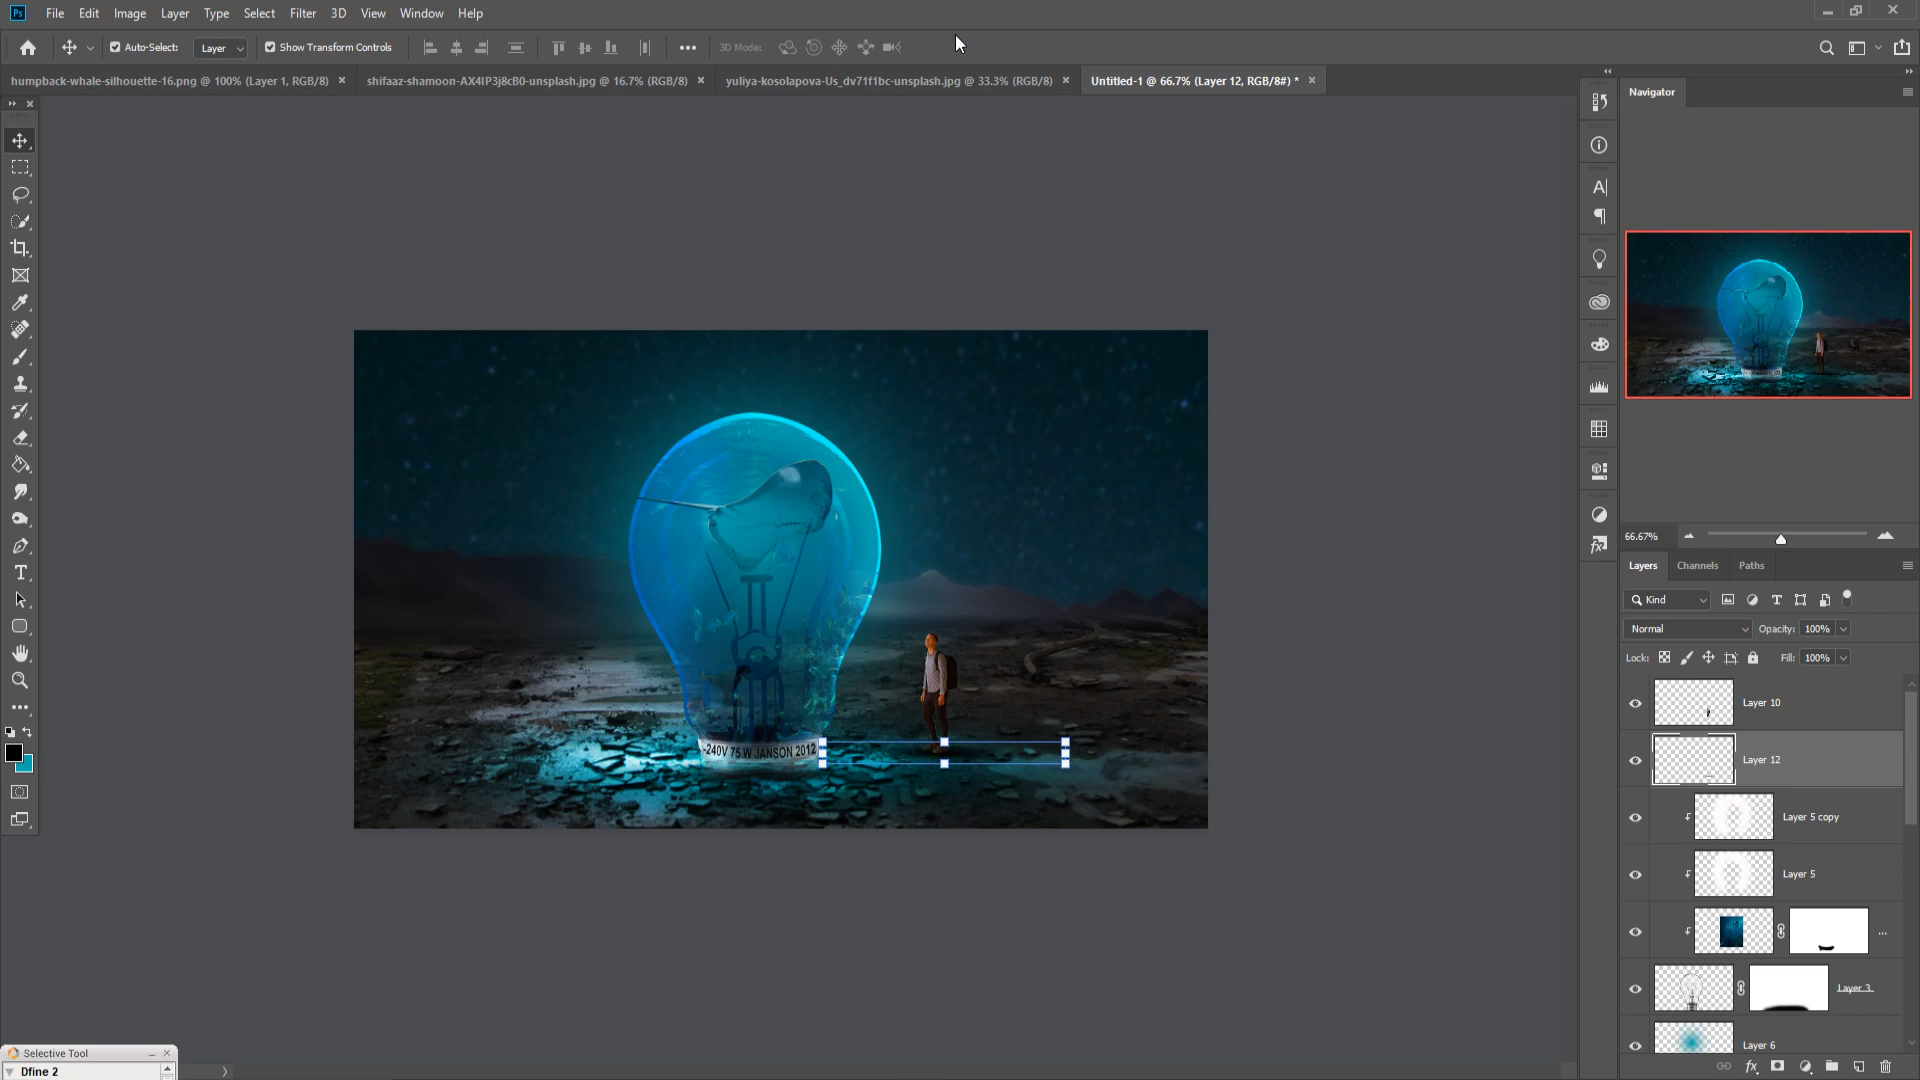 Ps File Edit Image Layer Type Select Filter 3D View Window Help
Auto-Select: Layer Show Transform Controls 3D Mode:
humpback-whale-silhouette-16.png @ 100% (Layer 1, RGB/8) shifaaz-shamoon-AX4IP3j8cB0-unsplash.jpg @ 16.7% (RGB/8) yuliya-kosolapova-Us_dv71f1bc-unsplash.jpg @ 33.3% (RGB/8) Untitled-1 @ 66.7% (Layer 12, RGB/8#) *
Navigator
66.67%
Layers Channels Paths
Kind
Normal Opacity: 100%
Lock: Fill: 100%
Layer 10
Layer 12
Layer 5 copy
Layer 5
...
Layer 3
Layer 6
-240V 75 W JANSON 2012
Selective Tool
Dfine 2